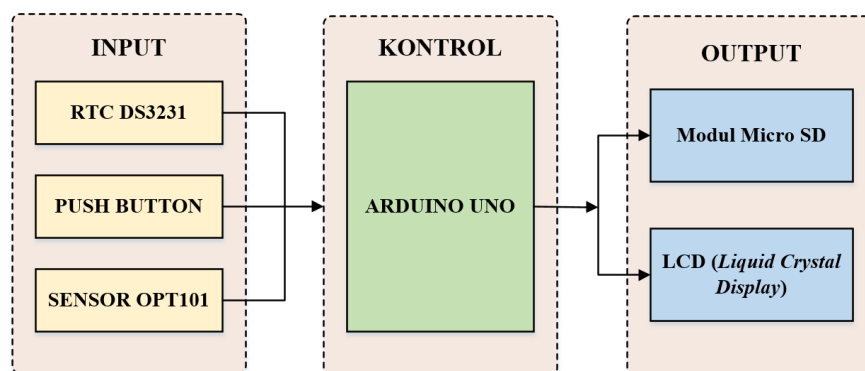 INPUT
RTC DS3231
PUSH BUTTON
SENSOR OPT101
KONTROL
ARDUINO UNO
OUTPUT
Modul Micro SD
LCD (Liquid Crystal
Display)